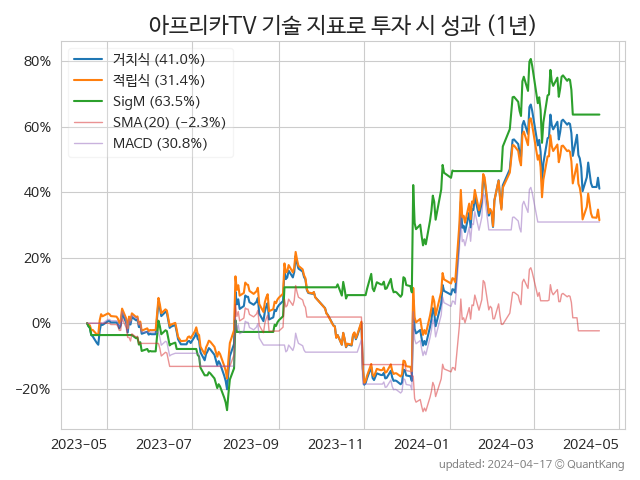 아프리카TV 기술 지표로 투자 시 성과 (1년)
거치식 (41.0%)
적립식 (31.4%)
SigM (63.5%)
SMA(20) (−2.3%)
MACD (30.8%)
80%
60%
40%
20%
0%
−20%
2023-05 2023-07 2023-09 2023-11 2024-01 2024-03 2024-05
updated: 2024-04-17 © QuantKang